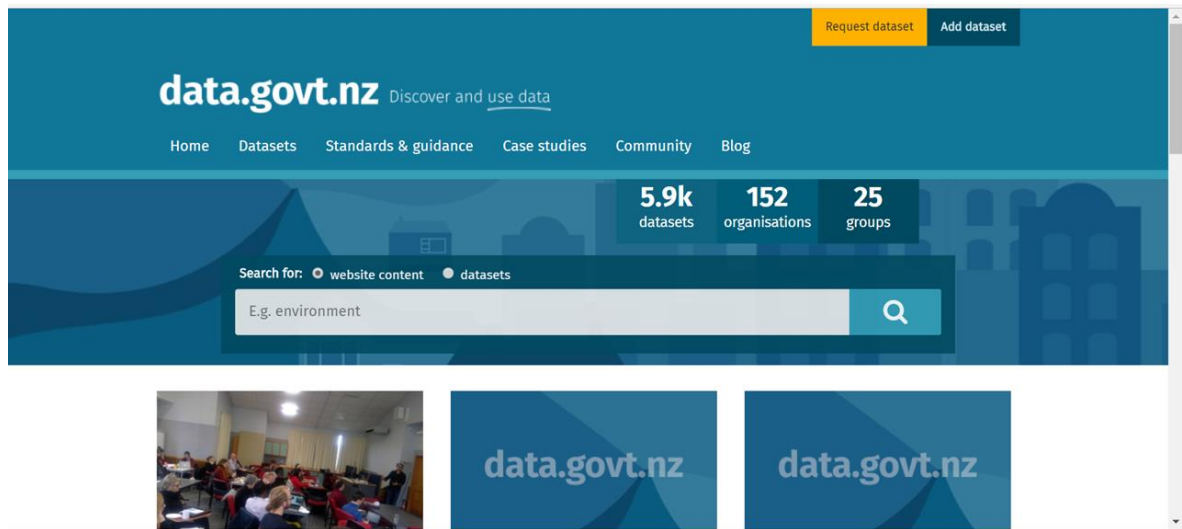 Request dataset Add dataset
data.govt.nz Discover and use data
Home Datasets Standards & guidance Case studies Community Blog
5.9k 152 25
datasets organisations groups
Search for: website content datasets
E.g. environment
data.govt.nz data.govt.nz